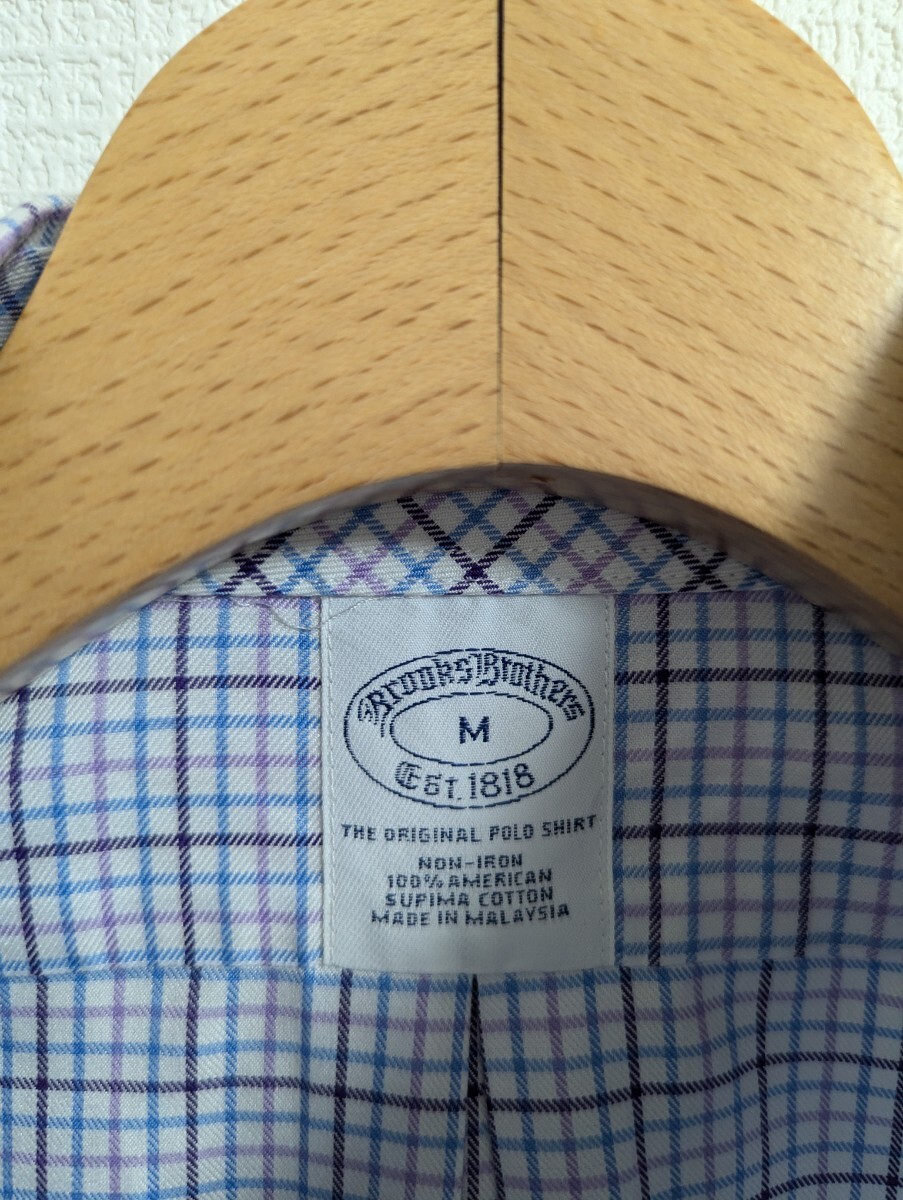 Brooks Brothers
M
Est. 1818
THE ORIGINAL POLO SHIRT
NON-IRON
100% AMERICAN
SUPIMA COTTON
MADE IN MALAYSIA